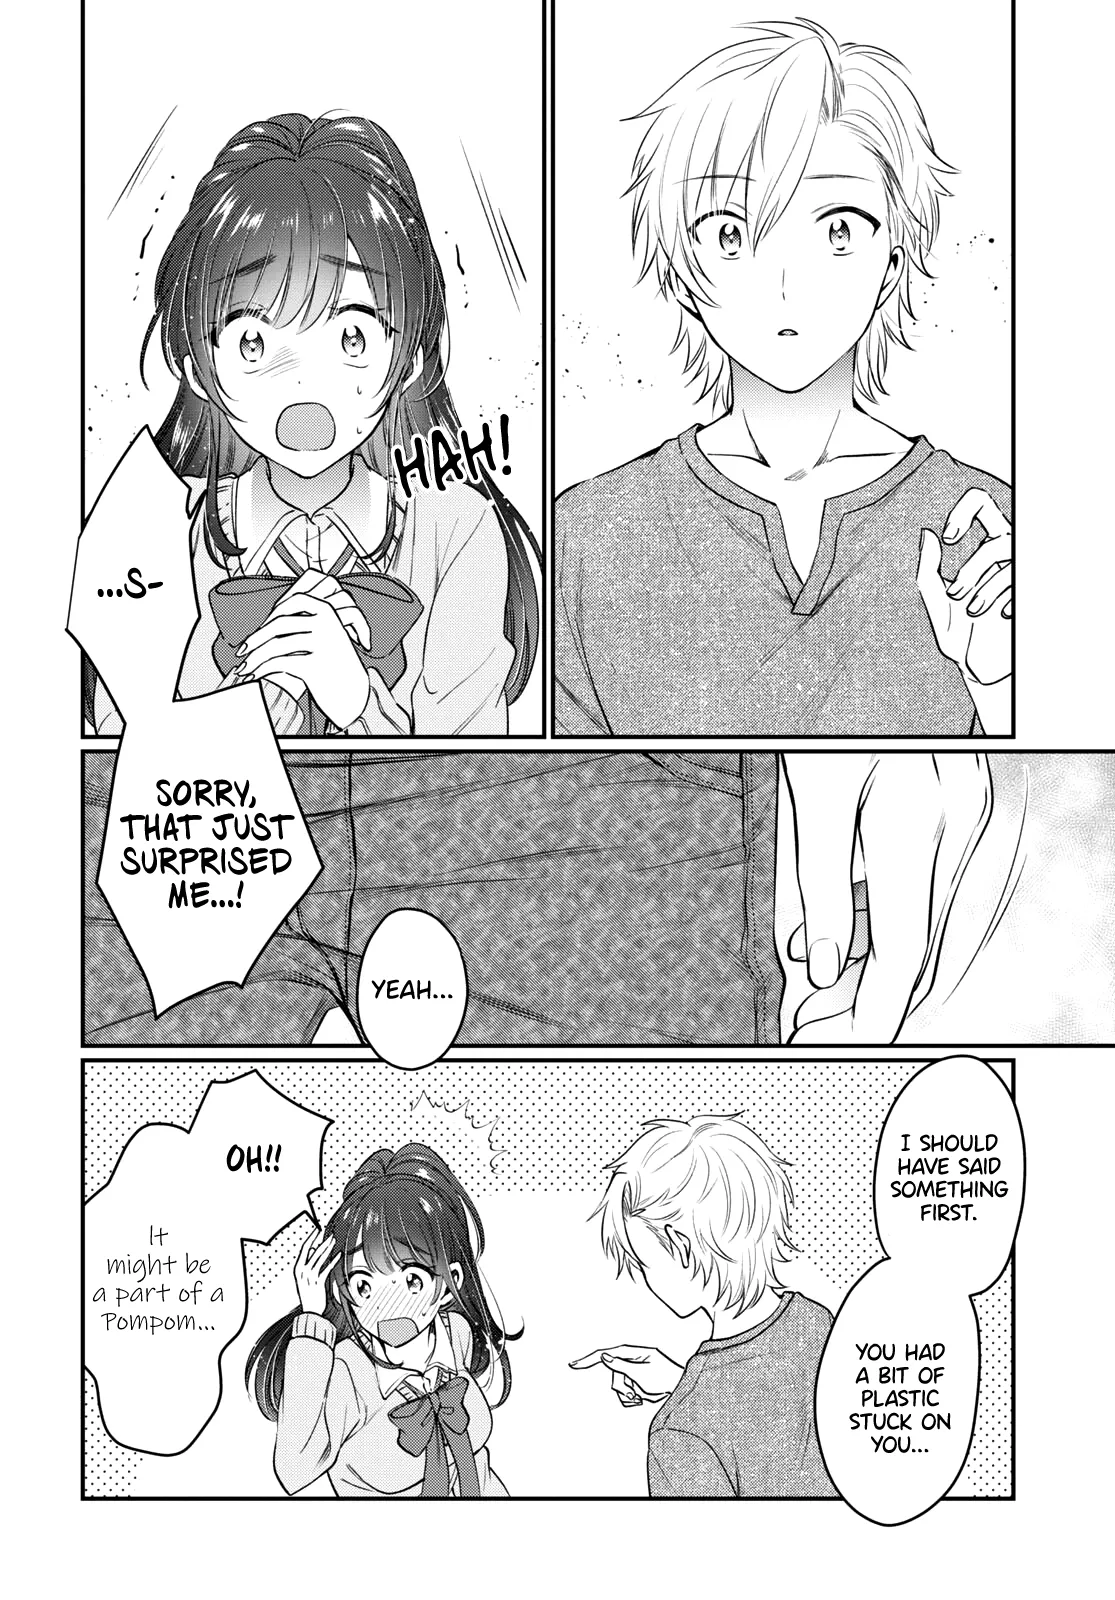 HAH!
...S-
SORRY,
THAT JUST
SURPRISED
ME...!
YEAH...
I SHOULD
HAVE SAID
SOMETHING
FIRST.
YOU HAD
A BIT OF
PLASTIC
STUCK ON
YOU...
OH!!
It
might be
a part of a
Pompom...